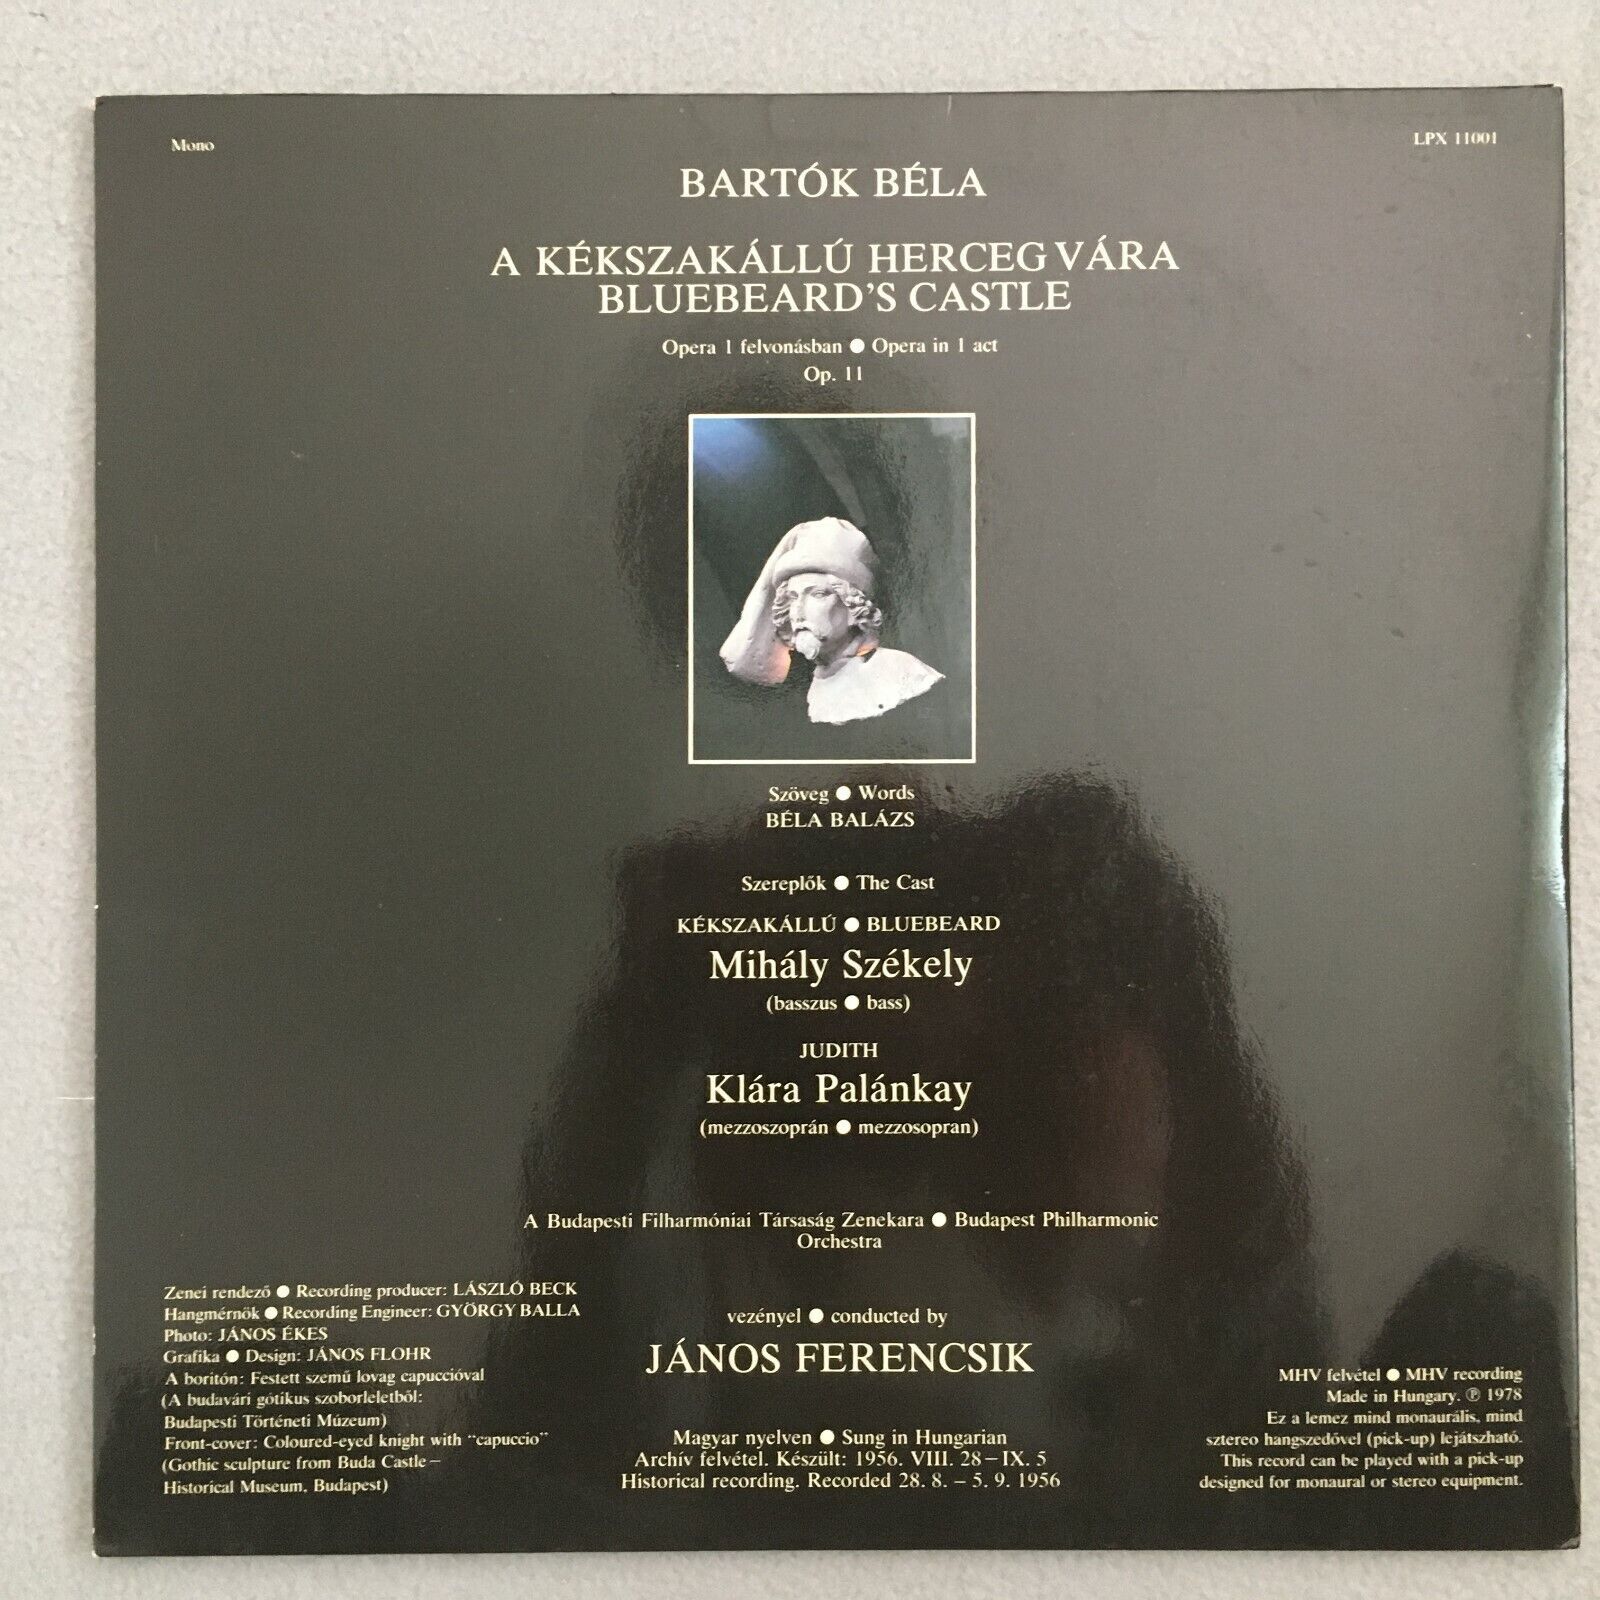 Mono
LPX 11001
BARTÓK BÉLA
A KÉKSZAKÁLLÚ HERCEG VÁRA
BLUEBEARD'S CASTLE
Opera 1 felvonásban ● Opera in 1 act
Op. 11
Szöveg ● Words
BÉLA BALÁZS
Szereplők ● The Cast
KÉKSZAKÁLLÚ ● BLUEBEARD
Mihály Székely
(basszus ● bass)
JUDITH
Klára Palánkay
(mezzoszoprán ● mezzosopran)
A Budapesti Filharmóniai Társaság Zenekara ● Budapest Philharmonic
Orchestra
vezényel ● conducted by
JÁNOS FERENCSIK
Magyar nyelven ● Sung in Hungarian
Archív felvétel. Készült: 1956. VIII. 28–IX. 5
Historical recording. Recorded 28. 8. – 5. 9. 1956
Zenei rendező ● Recording producer: LÁSZLÓ BECK
Hangmérnök ● Recording Engineer: GYÖRGY BALLA
Photo: JÁNOS ÉKES
Grafika ● Design: JÁNOS FLOHR
A borítón: Festett szemű lovag capuccióval
(A budavári gótikus szoborleletből:
Budapesti Történeti Múzeum)
Front-cover: Coloured-eyed knight with "capuccio"
(Gothic sculpture from Buda Castle–
Historical Museum, Budapest)
MHV felvétel ● MHV recording
Made in Hungary. ℗ 1978
Ez a lemez mind monaurális, mind
sztereo hangszedővel (pick-up) lejátszható.
This record can be played with a pick-up
designed for monaural or stereo equipment.